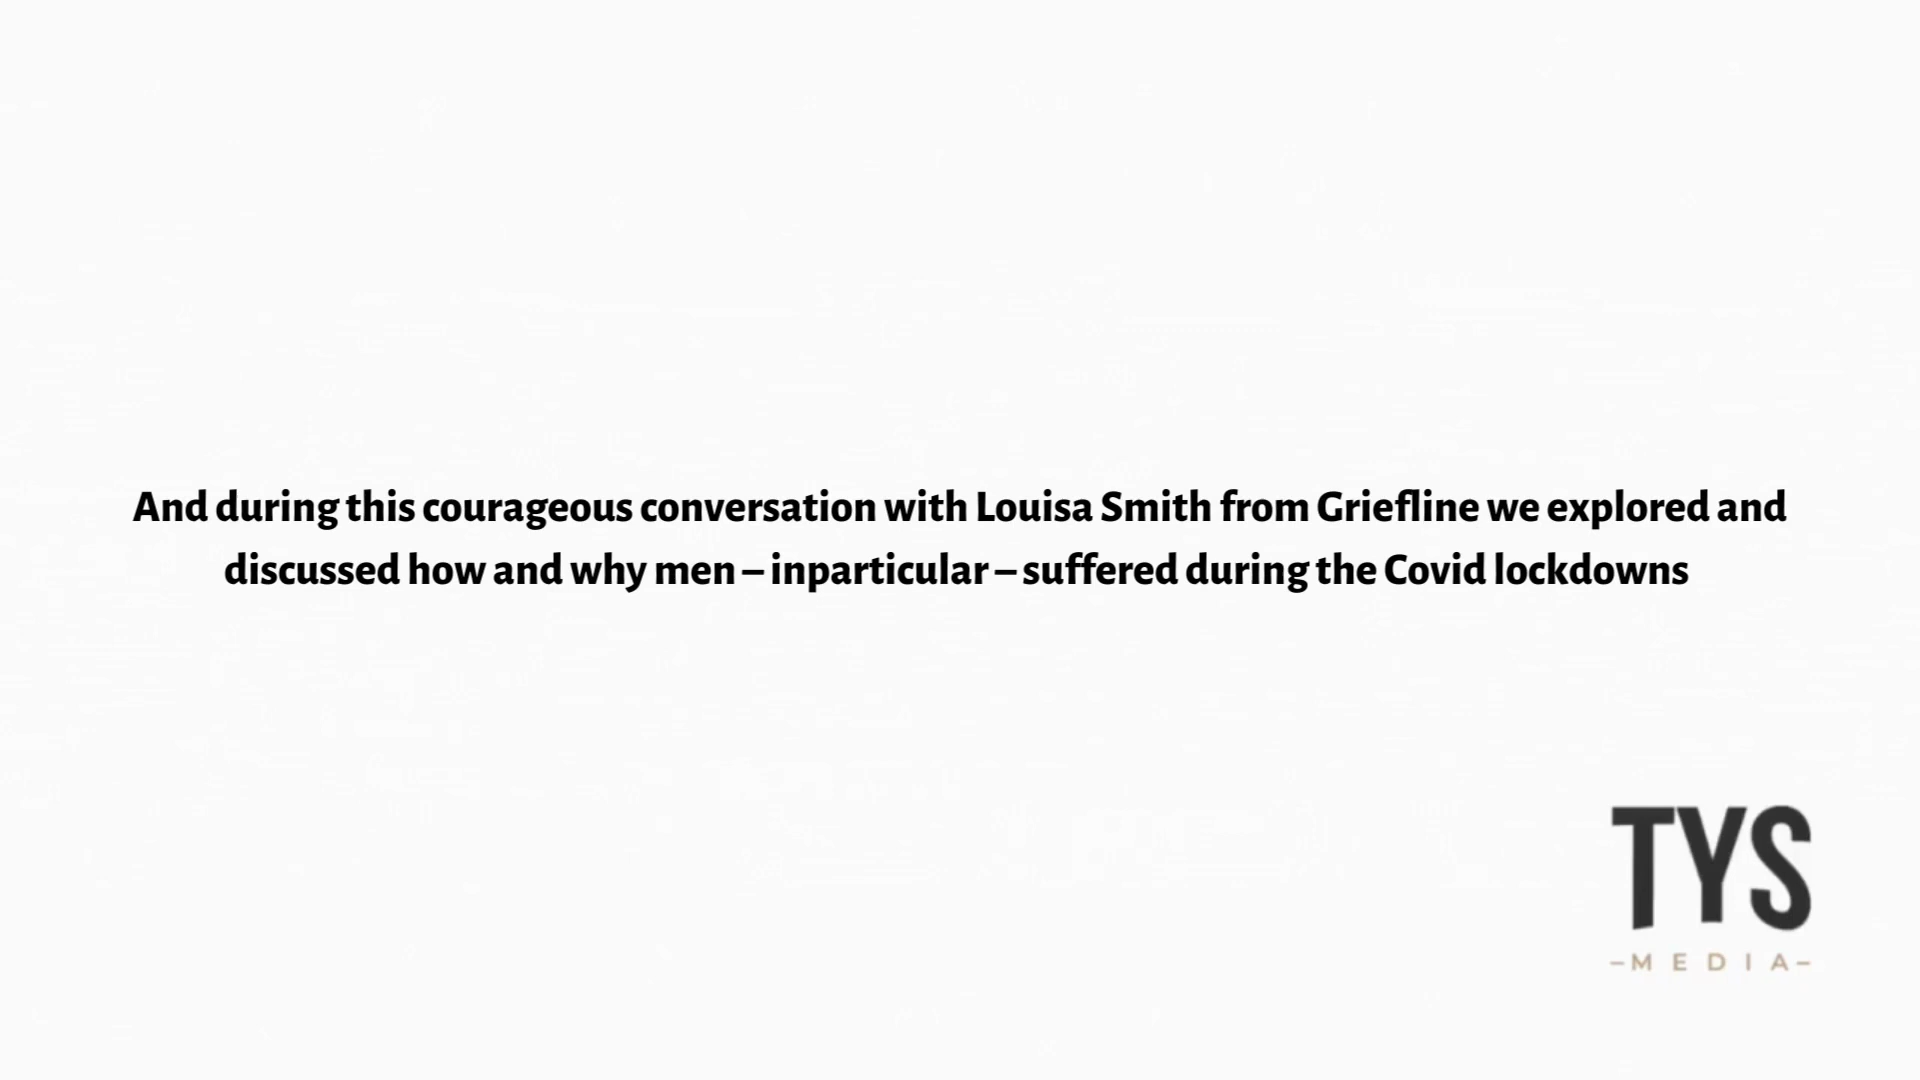 And during this courageous conversation with Louisa Smith from Griefline we explored and
discussed how and why men – inparticular – suffered during the Covid lockdowns
TYS
–MEDIA–